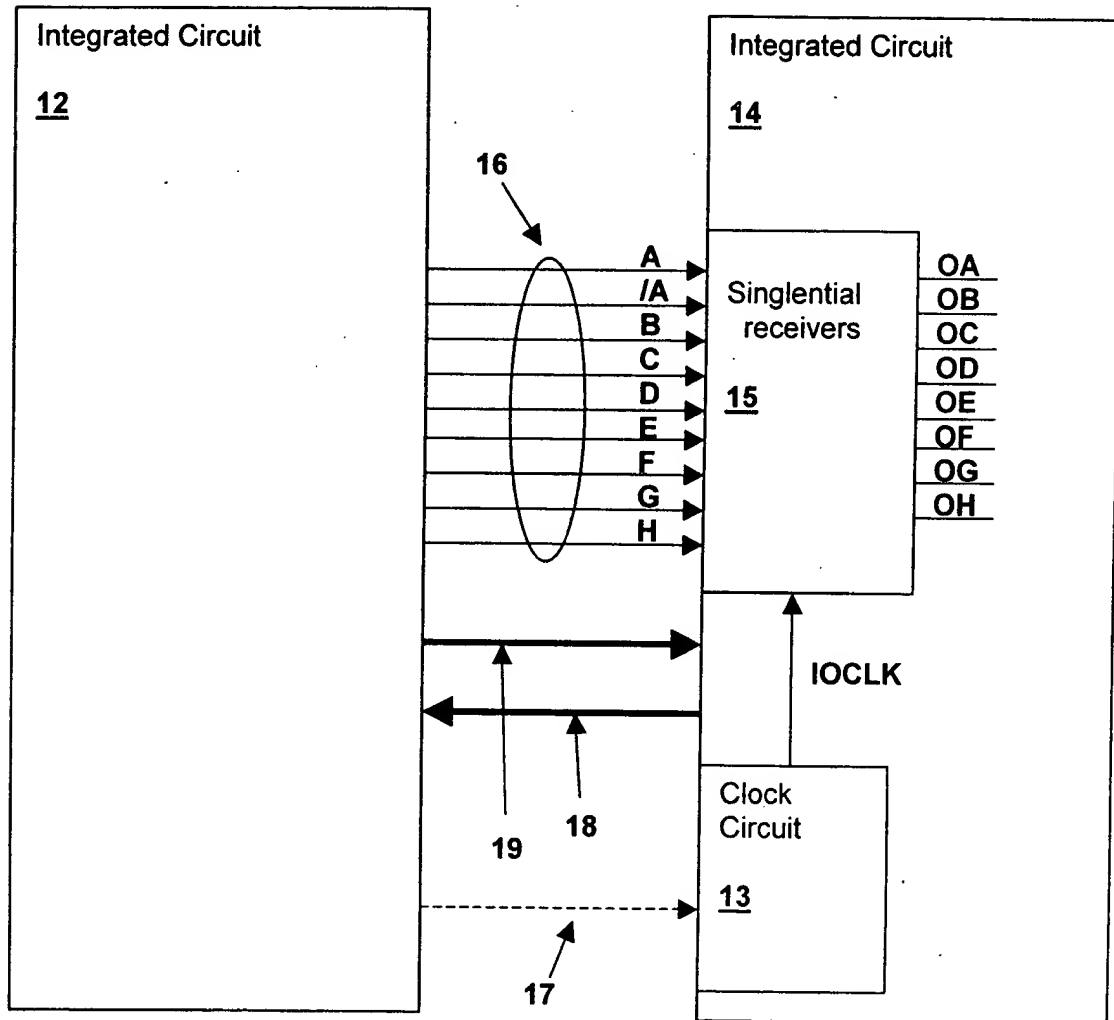 Integrated Circuit
12
Integrated Circuit
14
16
A
/A
B
C
D
E
F
G
H
Singlential
receivers
15
OA
OB
OC
OD
OE
OF
OG
OH
IOCLK
19
18
Clock
Circuit
13
17